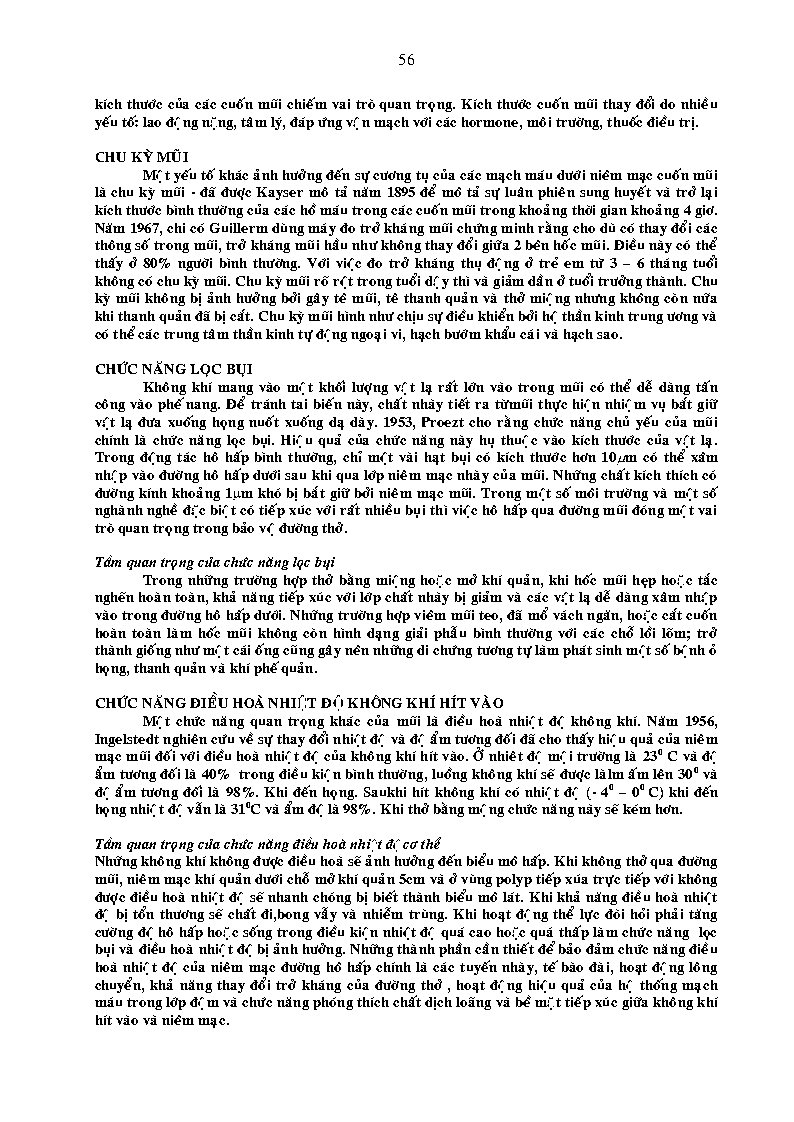 56
kích thước của các cuốn mũi chiếm vai trò quan trọng. Kích thước cuốn mũi thay đổi do nhiều
yếu tố: lao động nặng, tâm lý, đáp ứng vận mạch với các hormone, môi trường, thuốc điều trị.
CHU KỲ MŨI
Một yếu tố khác ảnh hưởng đến sự cương tụ của các mạch máu dưới niêm mạc cuốn mũi
là chu kỳ mũi - đã được Kayser mô tả năm 1895 để mô tả sự luân phiên sung huyết và trở lại
kích thước bình thường của các hồ máu trong các cuốn mũi trong khoảng thời gian khoảng 4 giơ.
Năm 1967, chi có Guillerm dùng máy đo trở kháng mũi chứng minh rằng cho dù có thay đổi các
thông số trong mũi, trở kháng mũi hầu như không thay đổi giữa 2 bên hốc mũi. Điều này có thể
thấy ở 80% người bình thường. Với việc đo trở kháng thụ động ở trẻ em từ 3 – 6 tháng tuổi
không có chu kỳ mũi. Chu kỳ mũi rõ rệt trong tuổi dậy thì và giảm dần ở tuổi trưởng thành. Chu
kỳ mũi không bị ảnh hưởng bởi gây tê mũi, tê thanh quản và thở miệng nhưng không còn nữa
khi thanh quản đã bị cắt. Chu kỳ mũi hình như chịu sự điều khiển bởi hệ thần kinh trung ương và
có thể các trung tâm thần kinh tự động ngoại vi, hạch bướm khẩu cái và hạch sao.
CHỨC NĂNG LỌC BỤI
Không khí mang vào một khối lượng vật lạ rất lớn vào trong mũi có thể dễ dàng tấn
công vào phế nang. Để tránh tai biến này, chất nhày tiết ra từmũi thực hiện nhiệm vụ bắt giữ
vật lạ đưa xuống họng nuốt xuống dạ dày. 1953, Proezt cho rằng chức năng chủ yếu của mũi
chính là chức năng lọc bụi. Hiệu quả của chức năng này hụ thuộc vào kích thước của vật lạ.
Trong động tác hô hấp bình thường, chỉ một vài hạt bụi có kích thước hơn 10μm có thể xâm
nhập vào đường hô hấp dưới sau khi qua lớp niêm mạc nhày của mũi. Những chất kích thích có
đường kính khoảng 1μm khó bị bắt giữ bởi niêm mạc mũi. Trong một số môi trường và một số
nghành nghề đặc biệt có tiếp xúc với rất nhiều bụi thì việc hô hấp qua đường mũi đóng một vai
trò quan trọng trong bảo vệ đường thở.
Tầm quan trọng của chức năng lọc bụi
Trong những trường hợp thở bằng miệng hoặc mở khí quản, khi hốc mũi hẹp hoặc tắc
nghẽn hoàn toàn, khả năng tiếp xúc với lớp chất nhày bị giảm và các vật lạ dễ dàng xâm nhập
vào trong đường hô hấp dưới. Những trường hợp viêm mũi teo, đã mổ vách ngăn, hoặc cắt cuốn
hoàn toàn làm hốc mũi không còn hình dạng giải phẫu bình thường với các chỗ lồi lõm; trở
thành giống như một cái ống cũng gây nên những di chứng tương tự làm phát sinh một số bệnh ỏ
họng, thanh quản và khí phế quản.
CHỨC NĂNG ĐIỀU HOÀ NHIỆT ĐỘ KHÔNG KHÍ HÍT VÀO
Một chức năng quan trọng khác của mũi là điều hoà nhiệt độ không khí. Năm 1956,
Ingelstedt nghiên cứu về sự thay đổi nhiệt độ và độ ẩm tương đối đã cho thấy hiệu quả của niêm
mạc mũi đối với điều hoà nhiệt độ của không khí hít vào. Ở nhiêt độ mội trường là 23⁰ C và độ
ẩm tương đối là 40% trong điều kiện bình thường, luồng không khí sẽ được làlm ấm lên 30⁰ và
độ ẩm tương đối là 98%. Khi đến họng. Saukhi hít không khí có nhiệt độ (- 4⁰ – 0⁰ C) khi đến
họng nhiệt độ vẫn là 31⁰C và ẩm độ là 98%. Khi thở bằng mộng chức năng này sẽ kém hơn.
Tầm quan trọng của chức năng điều hoà nhiệt độ cơ thể
Những không khí không được điều hoà sẽ ảnh hưởng đến biểu mô hấp. Khi không thở qua đường
mũi, niêm mạc khí quản dưới chỗ mở khí quản 5cm và ở vùng polyp tiếp xúa trực tiếp với không
được điều hoà nhiệt độ sẽ nhanh chóng bị biết thành biểu mô lát. Khi khả năng điều hoà nhiệt
độ bị tổn thương sẽ chất đi,bong vẫy và nhiễm trùng. Khi hoạt động thể lực đòi hỏi phải tăng
cường độ hô hấp hoặc sống trong điều kiện nhiệt độ quá cao hoặc quá thấp làm chức năng lọc
bụi và điều hoà nhiệt độ bị ảnh hưởng. Những thành phần cần thiết để bảo đảm chức năng điều
hoà nhiệt độ của niêm mạc đường hô hấp chính là các tuyến nhày, tế bào đài, hoạt động lông
chuyển, khả năng thay đổi trở kháng của đường thở , hoạt động hiệu quả của hệ thống mạch
máu trong lớp đệm và chức năng phóng thích chất dịch loãng và bề mặt tiếp xúc giữa không khí
hít vào và niêm mạc.